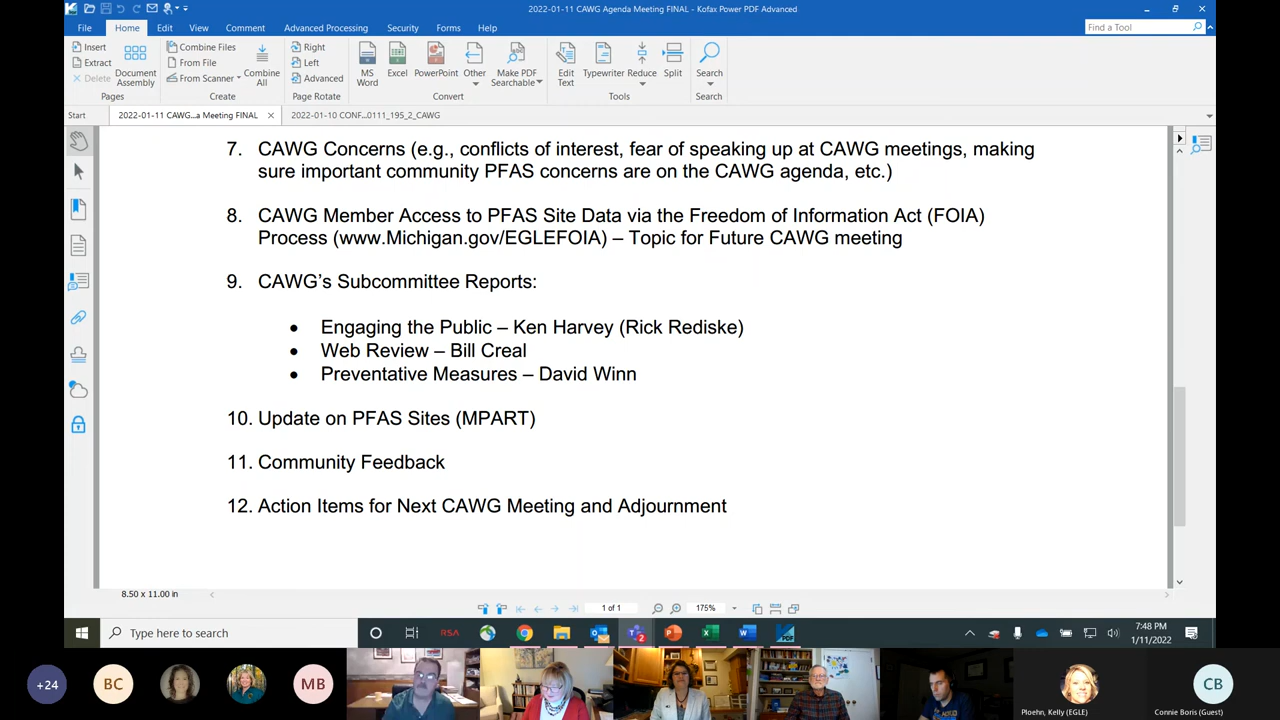 2022-01-11 CAWG Agenda Meeting FINAL - Kofax Power PDF Advanced
File Home Edit View Comment Advanced Processing Security Forms Help
Find a Tool
Insert
Extract
Delete
Document Assembly
Pages
Combine Files
From File
From Scanner
Combine All
Create
Right
Left
Advanced
Page Rotate
MS Word
Excel
PowerPoint
Other
Make PDF Searchable
Convert
Edit Text
Typewriter
Reduce
Split
Tools
Search
Search
Start
2022-01-11 CAWG...a Meeting FINAL
2022-01-10 CONF...0111_195_2_CAWG
7. CAWG Concerns (e.g., conflicts of interest, fear of speaking up at CAWG meetings, making
sure important community PFAS concerns are on the CAWG agenda, etc.)
8. CAWG Member Access to PFAS Site Data via the Freedom of Information Act (FOIA)
Process (www.Michigan.gov/EGLEFOIA) – Topic for Future CAWG meeting
9. CAWG’s Subcommittee Reports:
• Engaging the Public – Ken Harvey (Rick Rediske)
• Web Review – Bill Creal
• Preventative Measures – David Winn
10. Update on PFAS Sites (MPART)
11. Community Feedback
12. Action Items for Next CAWG Meeting and Adjournment
8.50 x 11.00 in
1 of 1
175%
Type here to search
RSA
2
7:48 PM
1/11/2022
+24
BC
MB
CB
Ploehn, Kelly (EGLE)
Connie Boris (Guest)